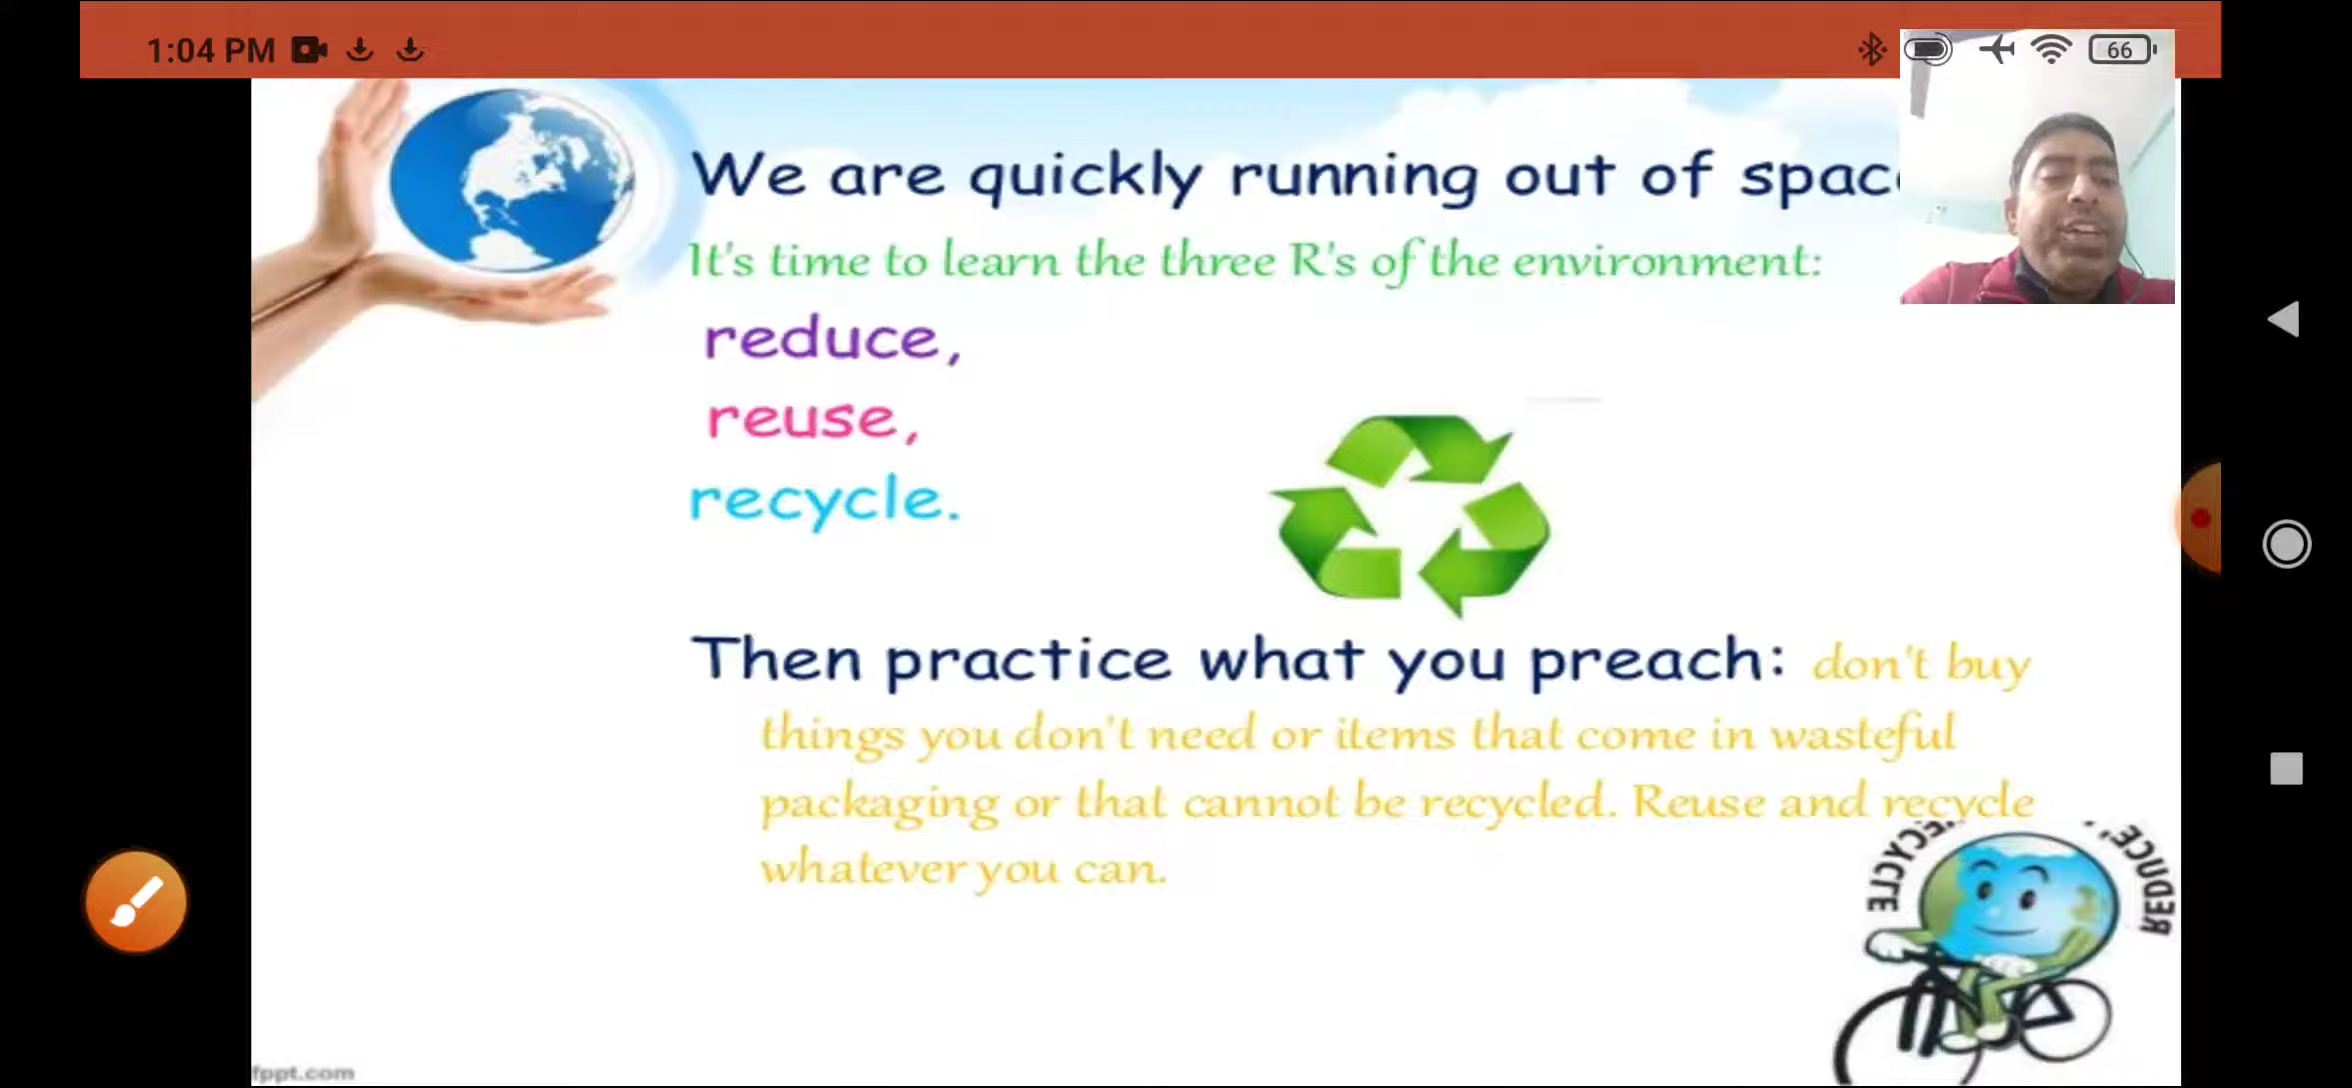 1:04 PM
66
We are quickly running out of spac
It's time to learn the three R's of the environment:
reduce,
reuse,
recycle.
Then practice what you preach: don't buy
things you don't need or items that come in wasteful
packaging or that cannot be recycled. Reuse and recycle
whatever you can.
REDUCE,
RECYCLE
fppt.com